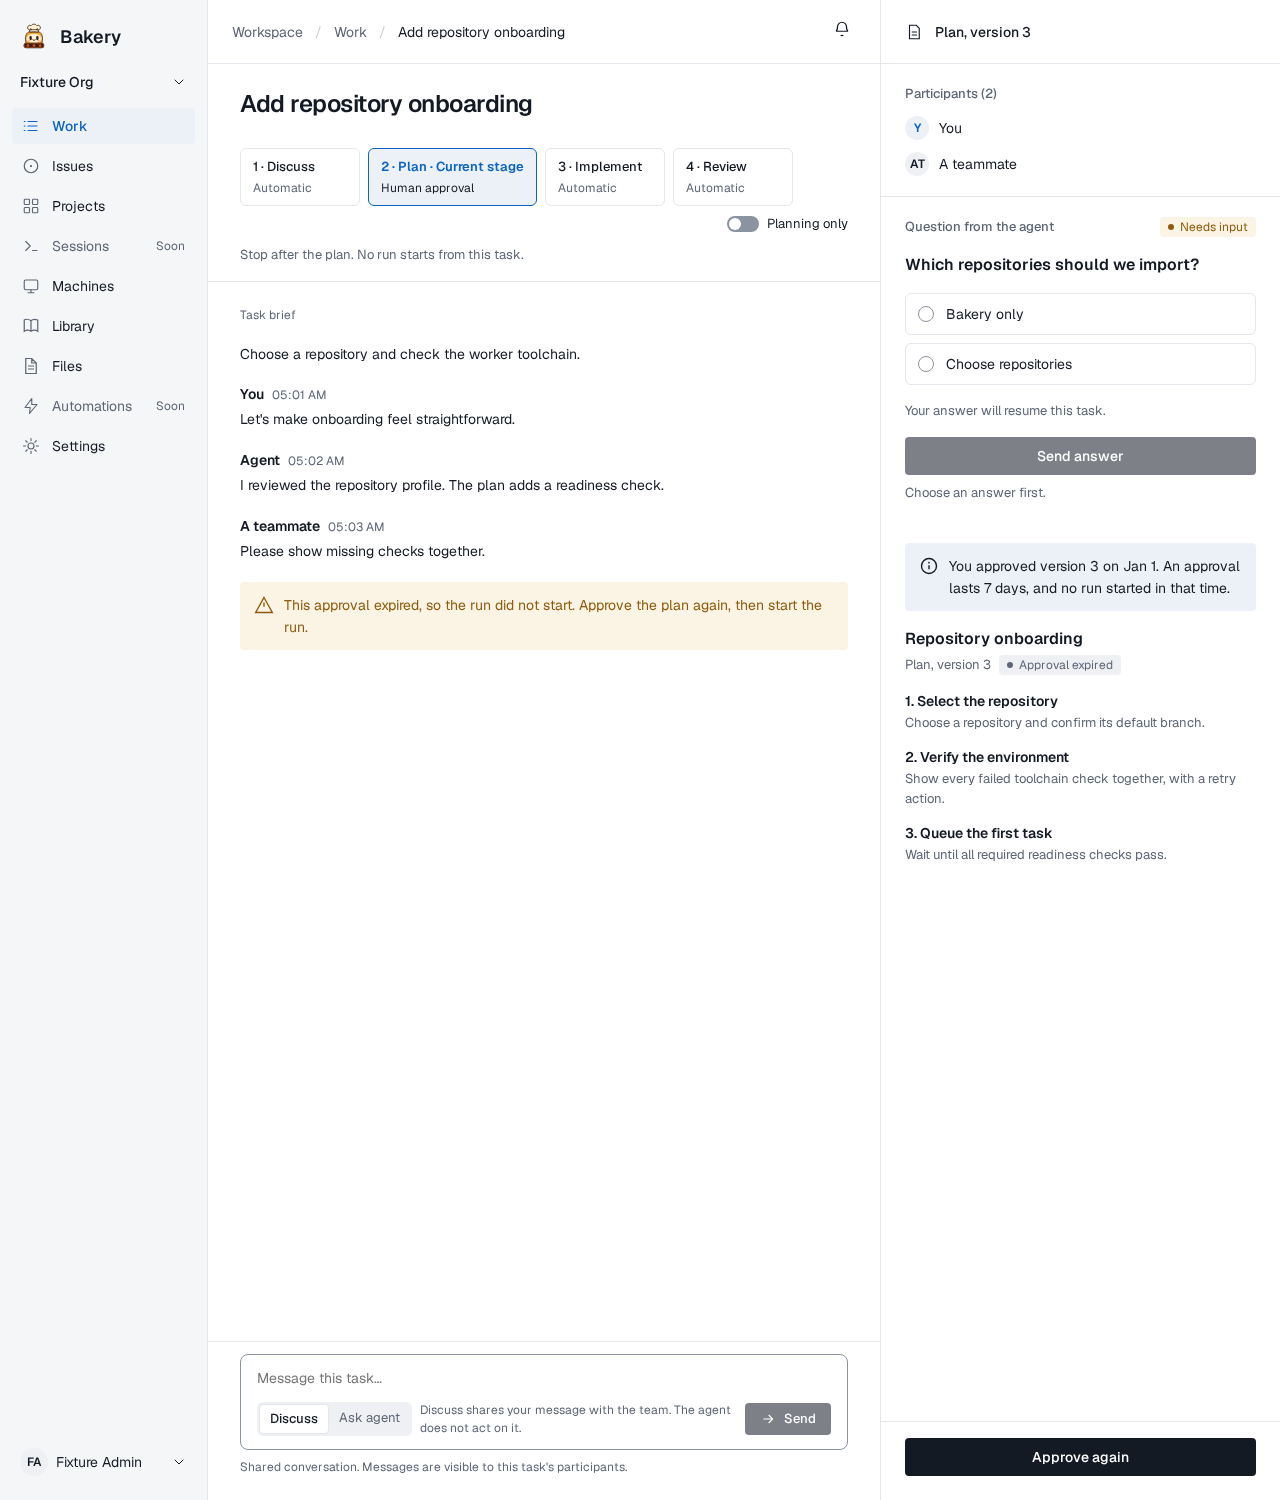 Bakery
Fixture Org
Work
Issues
Projects
Sessions Soon
Machines
Library
Files
Automations Soon
Settings
FA Fixture Admin
Workspace / Work / Add repository onboarding
Add repository onboarding
1 · Discuss
Automatic
2 · Plan · Current stage
Human approval
3 · Implement
Automatic
4 · Review
Automatic
Planning only
Stop after the plan. No run starts from this task.
Task brief
Choose a repository and check the worker toolchain.
You 05:01 AM
Let's make onboarding feel straightforward.
Agent 05:02 AM
I reviewed the repository profile. The plan adds a readiness check.
A teammate 05:03 AM
Please show missing checks together.
This approval expired, so the run did not start. Approve the plan again, then start the
run.
Message this task…
Discuss Ask agent
Discuss shares your message with the team. The agent
does not act on it.
Send
Shared conversation. Messages are visible to this task's participants.
Plan, version 3
Participants (2)
Y You
AT A teammate
Question from the agent Needs input
Which repositories should we import?
Bakery only
Choose repositories
Your answer will resume this task.
Send answer
Choose an answer first.
You approved version 3 on Jan 1. An approval
lasts 7 days, and no run started in that time.
Repository onboarding
Plan, version 3 Approval expired
1. Select the repository
Choose a repository and confirm its default branch.
2. Verify the environment
Show every failed toolchain check together, with a retry
action.
3. Queue the first task
Wait until all required readiness checks pass.
Approve again